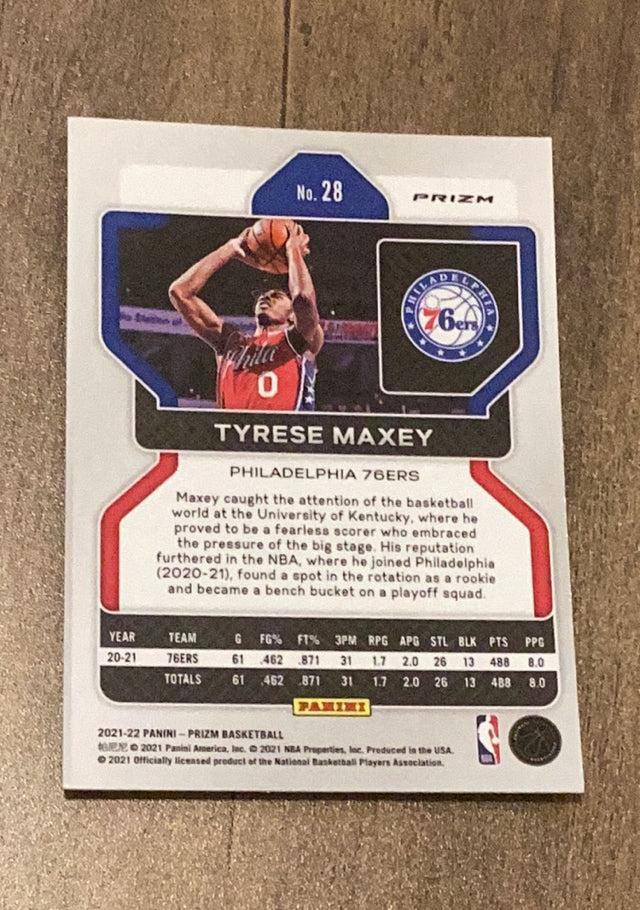 No. 28
PRIZM
PHILADELPHIA
76ers
Phila
0
TYRESE MAXEY
PHILADELPHIA 76ERS
Maxey caught the attention of the basketball
world at the University of Kentucky, where he
proved to be a fearless scorer who embraced
the pressure of the big stage. His reputation
furthered in the NBA, where he joined Philadelphia
(2020-21), found a spot in the rotation as a rookie
and became a bench bucket on a playoff squad.
YEAR TEAM G FG% FT% 3PM RPG APG STL BLK PTS PPG
20-21 76ERS 61 .462 .871 31 1.7 2.0 26 13 488 8.0
TOTALS 61 .462 .871 31 1.7 2.0 26 13 488 8.0
PANINI
2021-22 PANINI – PRIZM BASKETBALL
帕尼尼 © 2021 Panini America, Inc. © 2021 NBA Properties, Inc. Produced in the USA.
© 2021 Officially licensed product of the National Basketball Players Association.
NBA